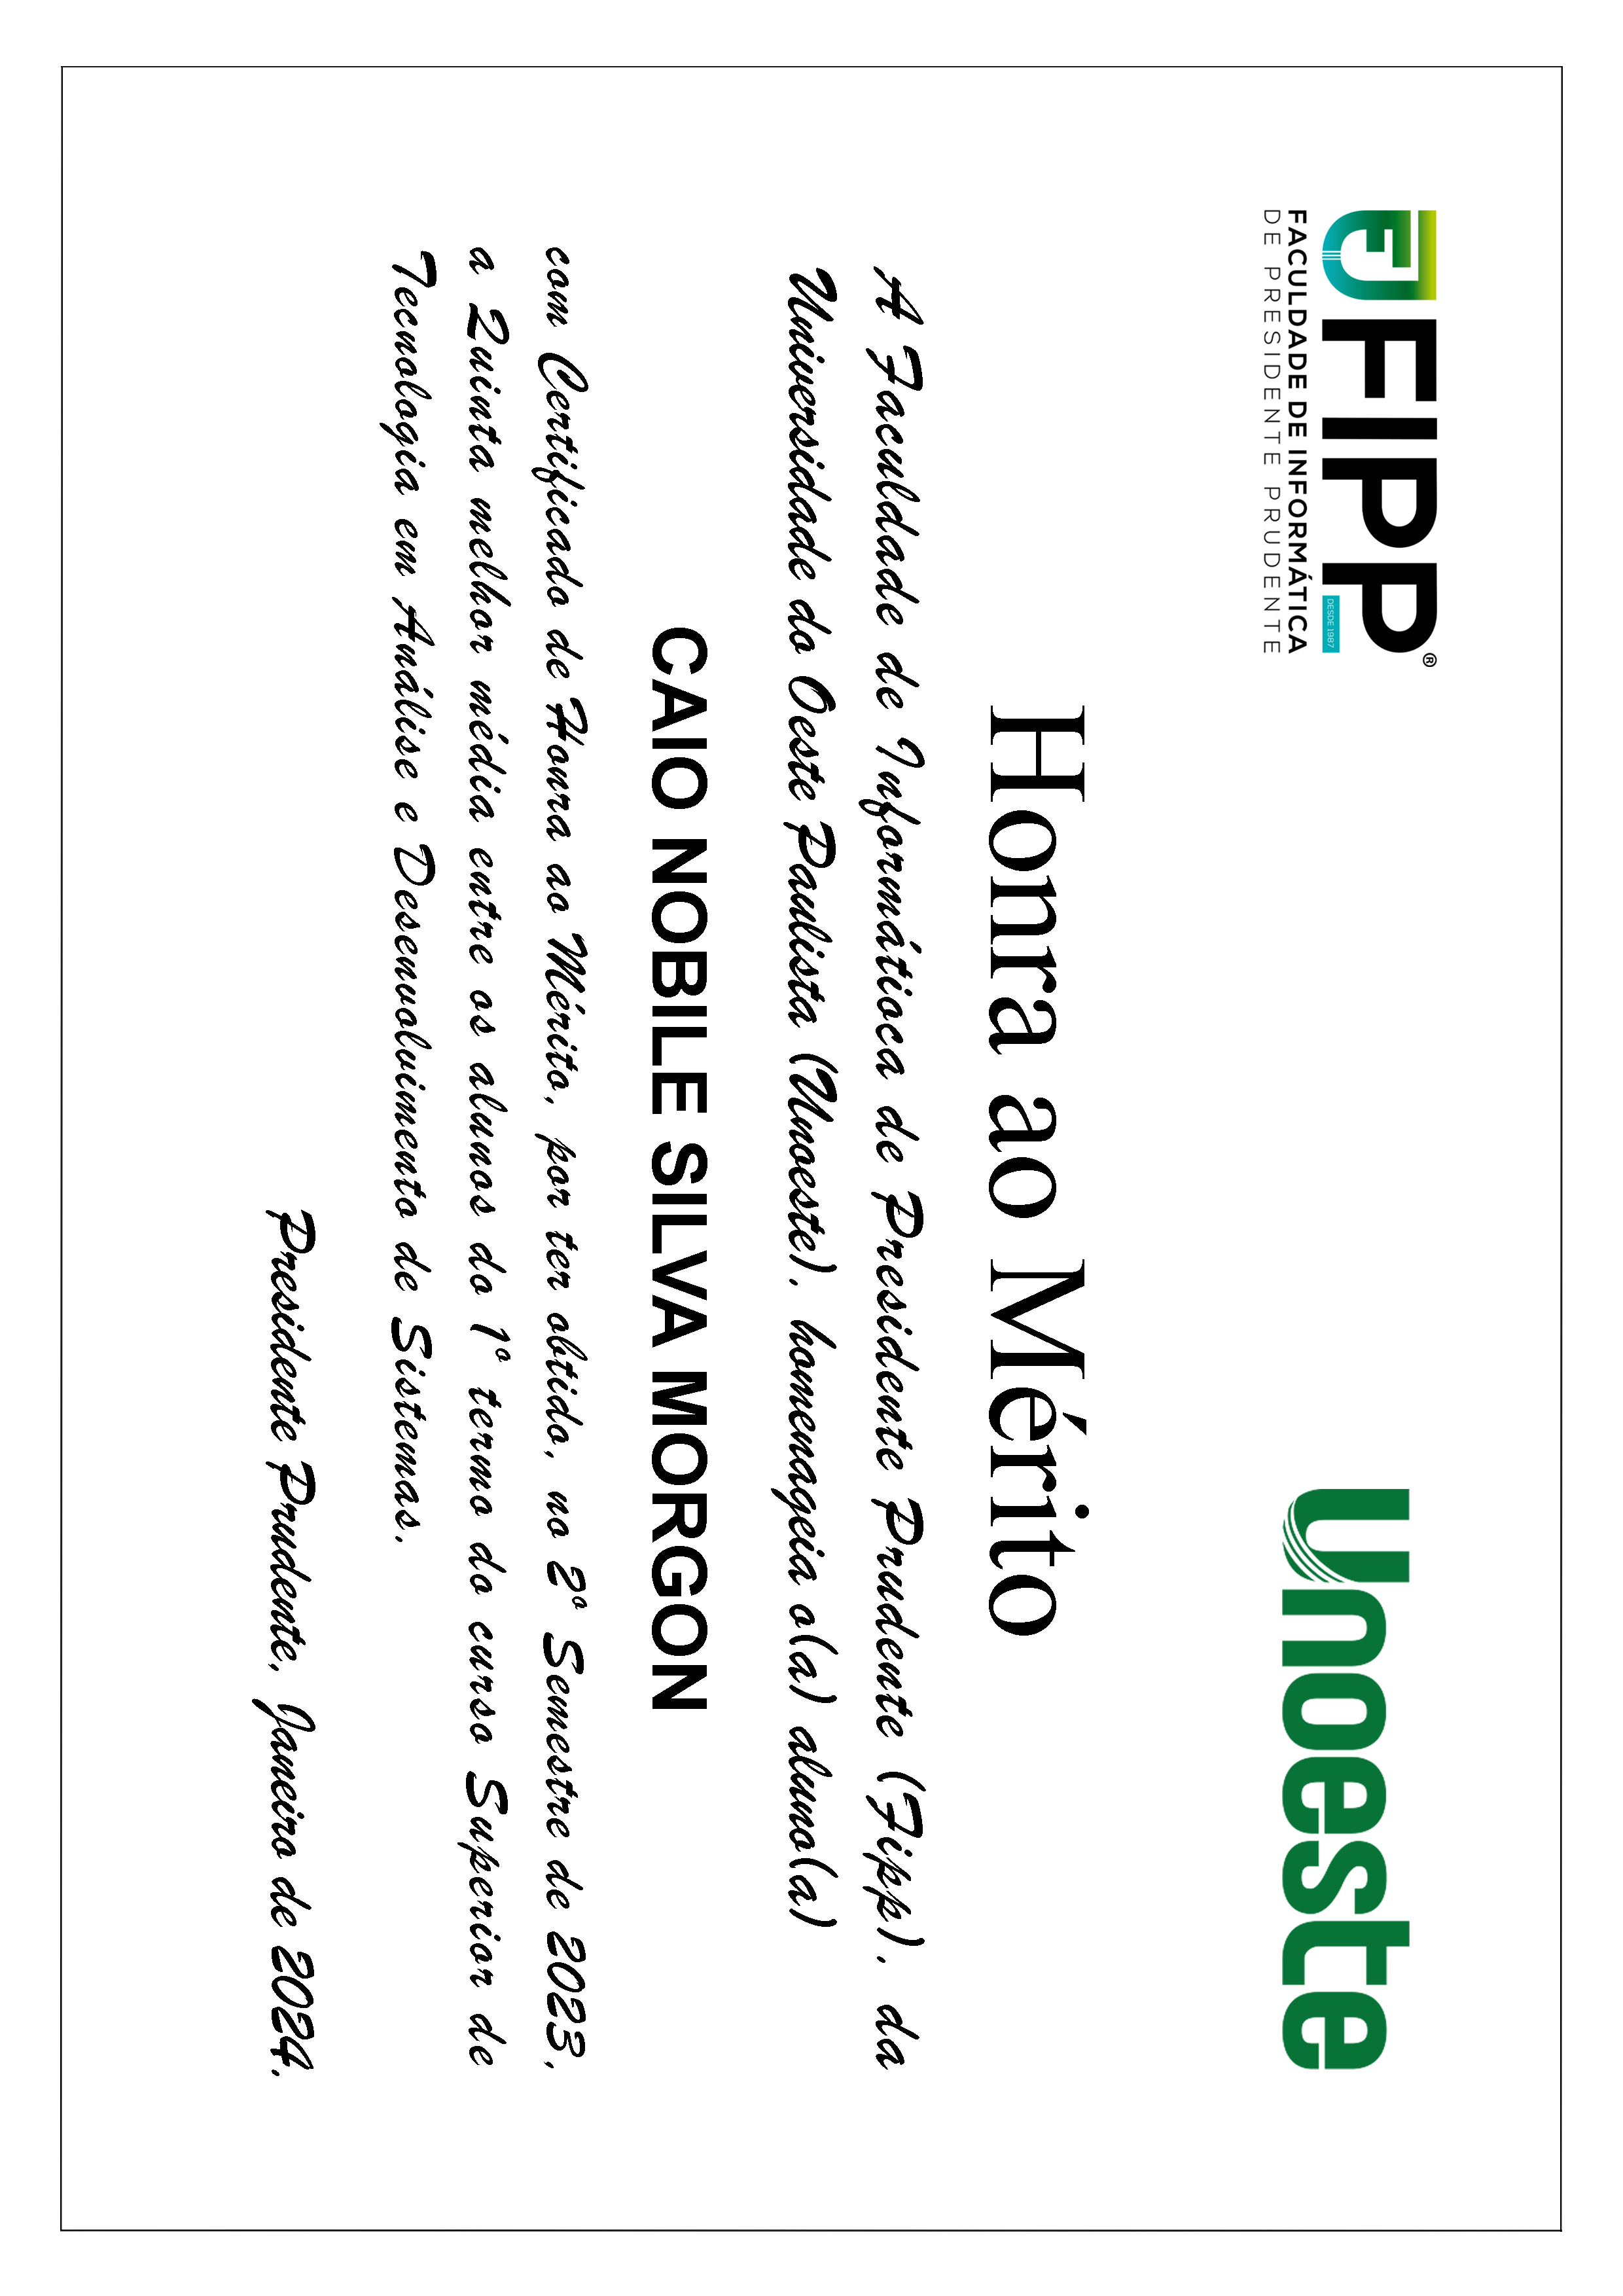 FIPP®
DESDE 1987
FACULDADE DE INFORMÁTICA
DE PRESIDENTE PRUDENTE
Unoeste
Honra ao Mérito
A Faculdade de Informátioca de Presidente Prudente (Fipp), da
Universidade do Oeste Paulista (Unoeste), homenageia o(a) aluno(a)
CAIO NOBILE SILVA MORGON
com Certificado de Honra ao Mérito, por ter obtido, no 2º Semestre de 2023,
a Quinta melhor média entre os alunos do 1º termo do curso Superior de
Tecnologia em Análise e Desenvolvimento de Sistemas.
Presidente Prudente, Janeiro de 2024.